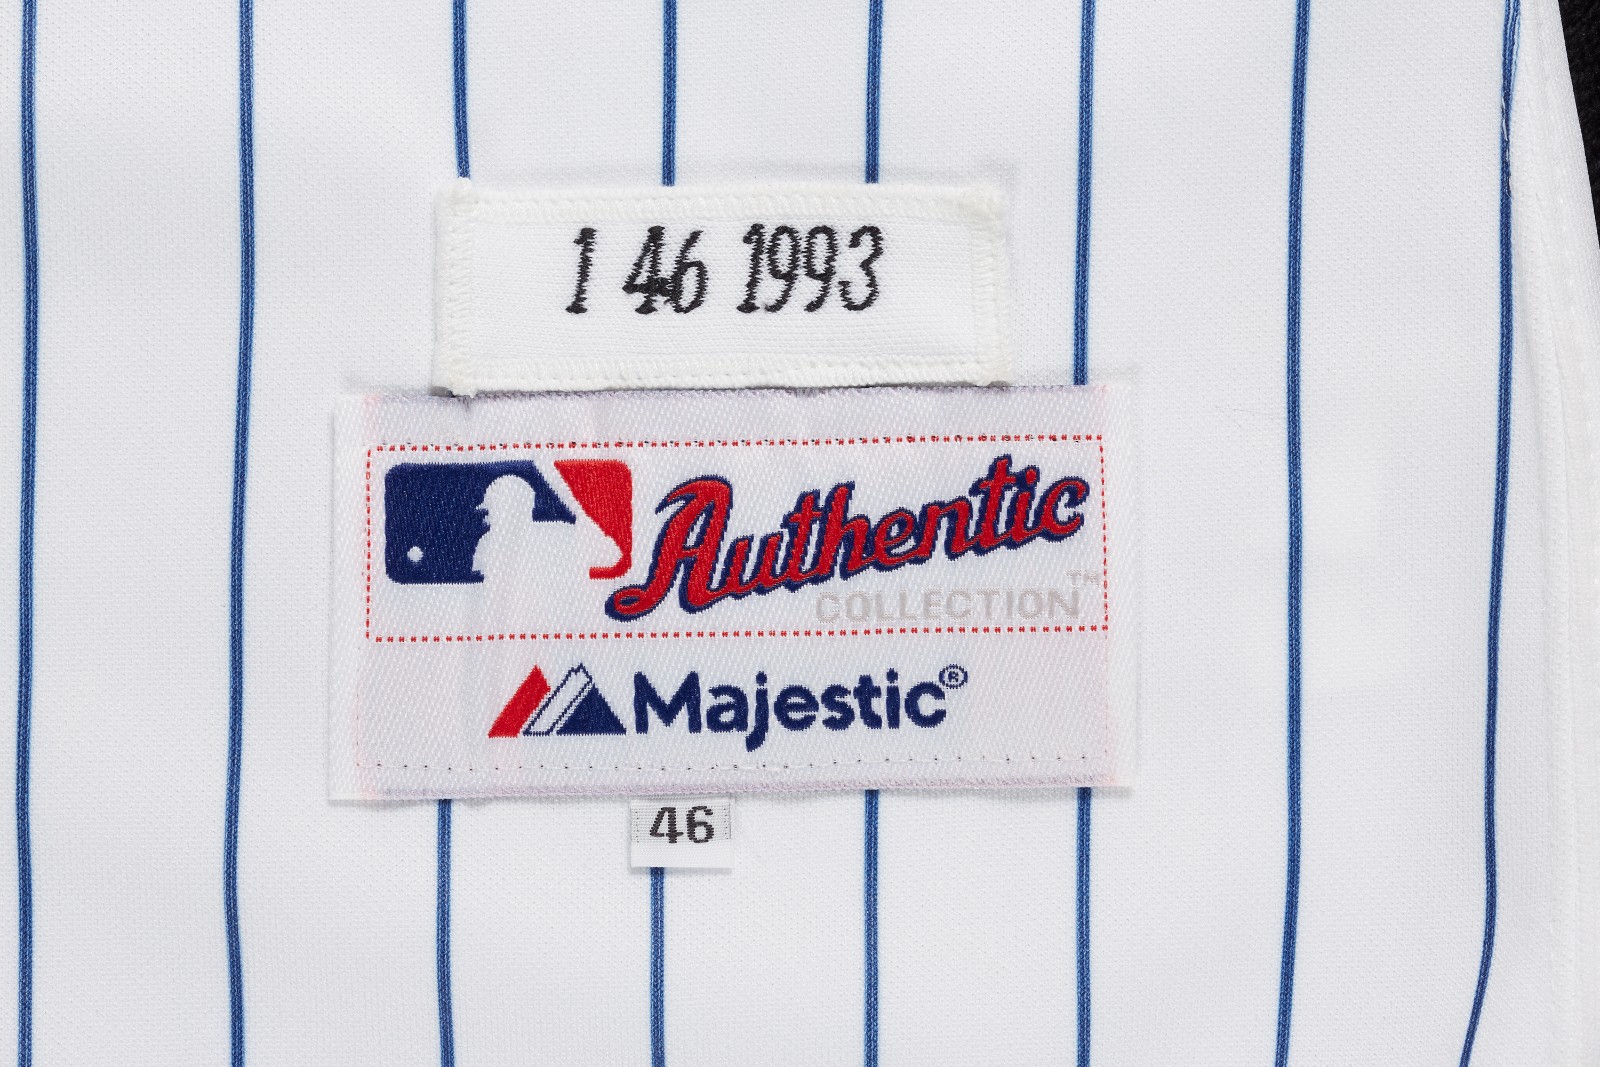 1 46 1993
Authentic
COLLECTION™
Majestic®
46